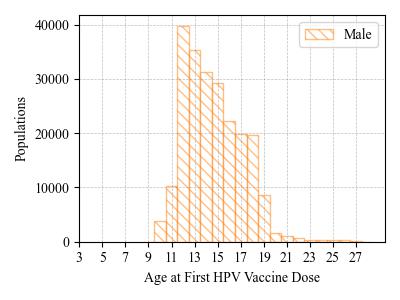 Male
40000
30000
20000
10000
0
Populations
3 5 7 9 11 13 15 17 19 21 23 25 27
Age at First HPV Vaccine Dose